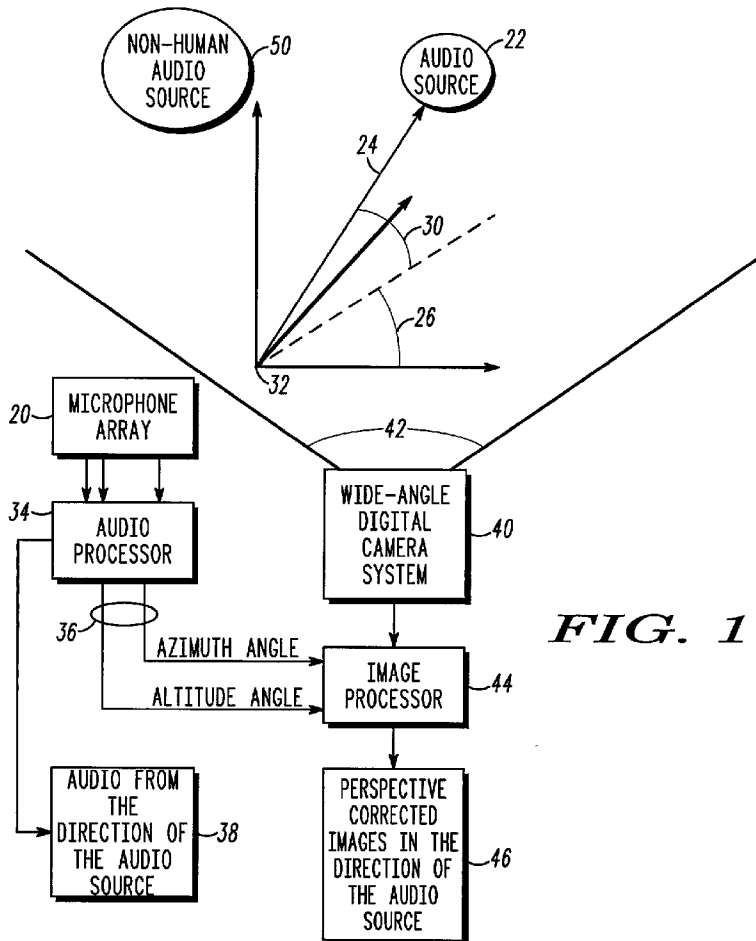 NON-HUMAN
AUDIO
SOURCE
50
AUDIO
SOURCE
22
24
30
26
32
20
MICROPHONE
ARRAY
42
34
AUDIO
PROCESSOR
WIDE-ANGLE
DIGITAL
CAMERA
SYSTEM
40
36
AZIMUTH ANGLE
ALTITUDE ANGLE
IMAGE
PROCESSOR
44
FIG. 1
AUDIO FROM
THE
DIRECTION OF
THE AUDIO
SOURCE
38
PERSPECTIVE
CORRECTED
IMAGES IN THE
DIRECTION OF
THE AUDIO
SOURCE
46